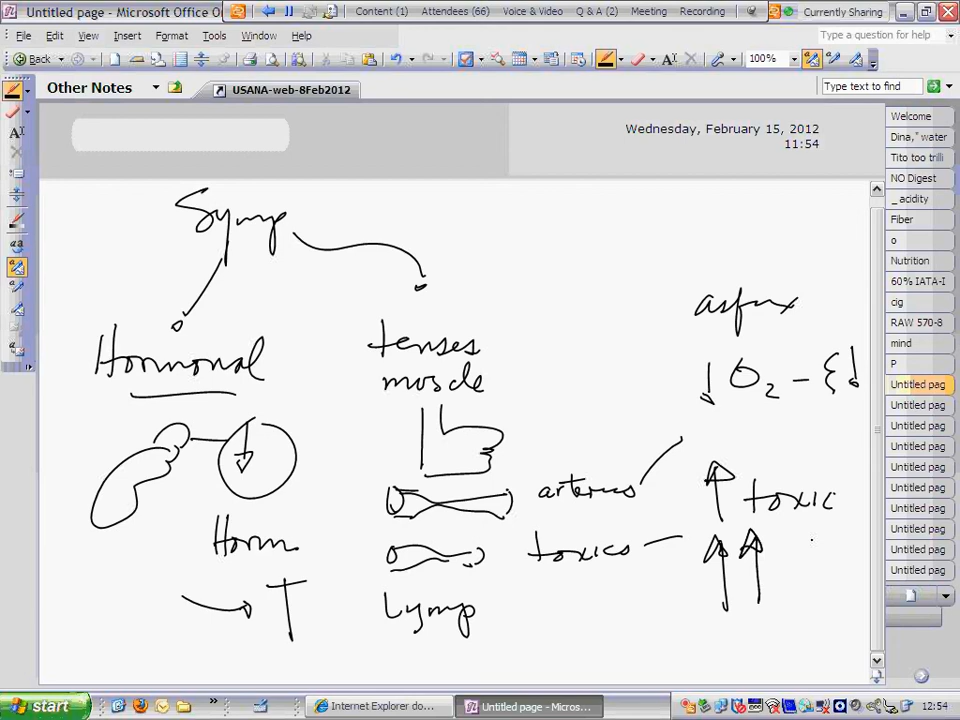 Untitled page - Microsoft Office O
Content (1) Attendees (66) Voice & Video Q & A (2) Meeting Recording
Currently Sharing
File Edit View Insert Format Tools Window Help
Type a question for help
Back
100%
Other Notes
USANA-web-8Feb2012
Type text to find
Wednesday, February 15, 2012
11:54
Welcome
Dina," water
Tito too trilli
NO Digest
_ acidity
Fiber
o
Nutrition
60% IATA-I
cig
RAW 570-8
mind
P
Untitled pag
Untitled pag
Untitled pag
Untitled pag
Untitled pag
Untitled pag
Untitled pag
Untitled pag
Untitled pag
Untitled pag
Symp
Hormonal
Horm
T
tenses
muscle
Lymp
toxics
↓ O2 -
↑ toxic
↑ ↑
start
Internet Explorer do...
Untitled page - Micros...
12:54